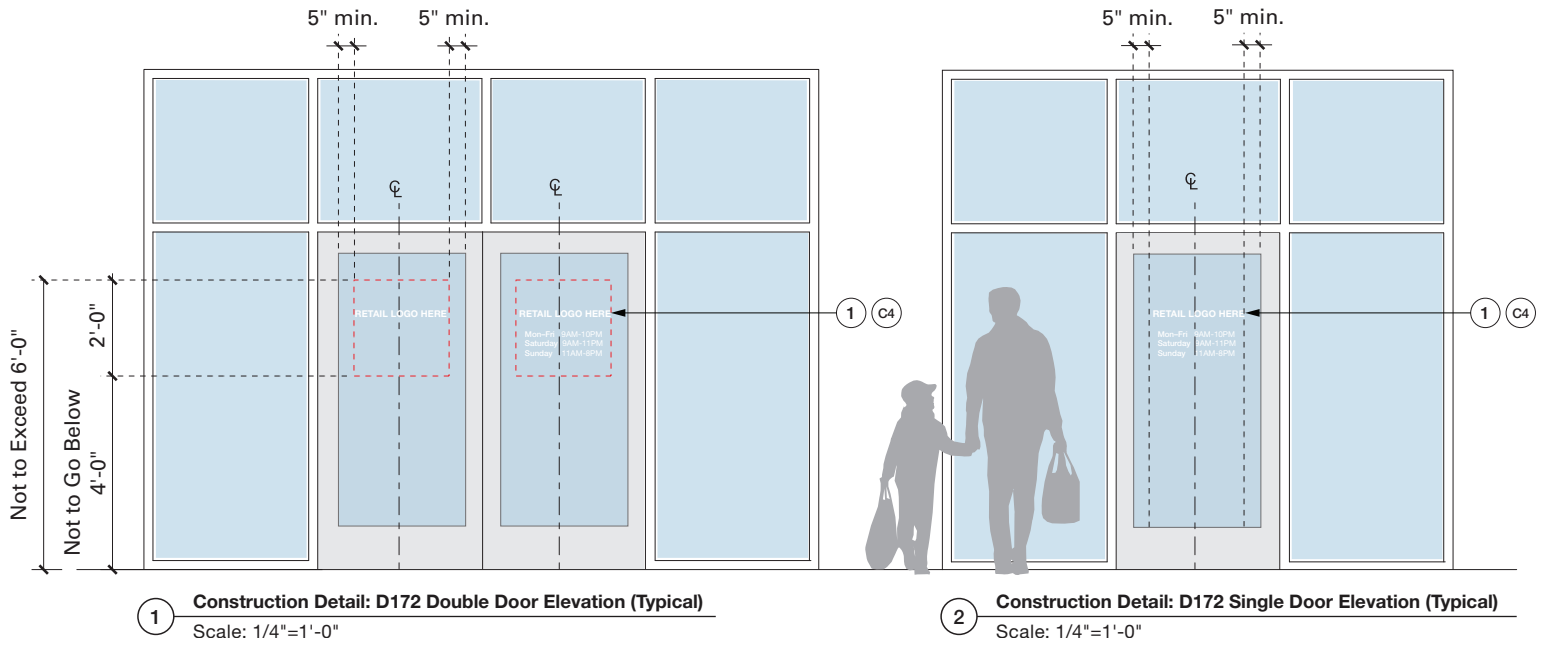 5" min.
5" min.
5" min.
5" min.
℄
℄
℄
Not to Exceed 6'-0"
2'-0"
Not to Go Below
4'-0"
RETAIL LOGO HERE
RETAIL LOGO HERE
Mon–Fri 9AM-10PM
Saturday 9AM-11PM
Sunday 11AM-8PM
1
C4
RETAIL LOGO HERE
Mon–Fri 9AM-10PM
Saturday 9AM-11PM
Sunday 11AM-8PM
1
C4
1
Construction Detail: D172 Double Door Elevation (Typical)
Scale: 1/4"=1'-0"
2
Construction Detail: D172 Single Door Elevation (Typical)
Scale: 1/4"=1'-0"